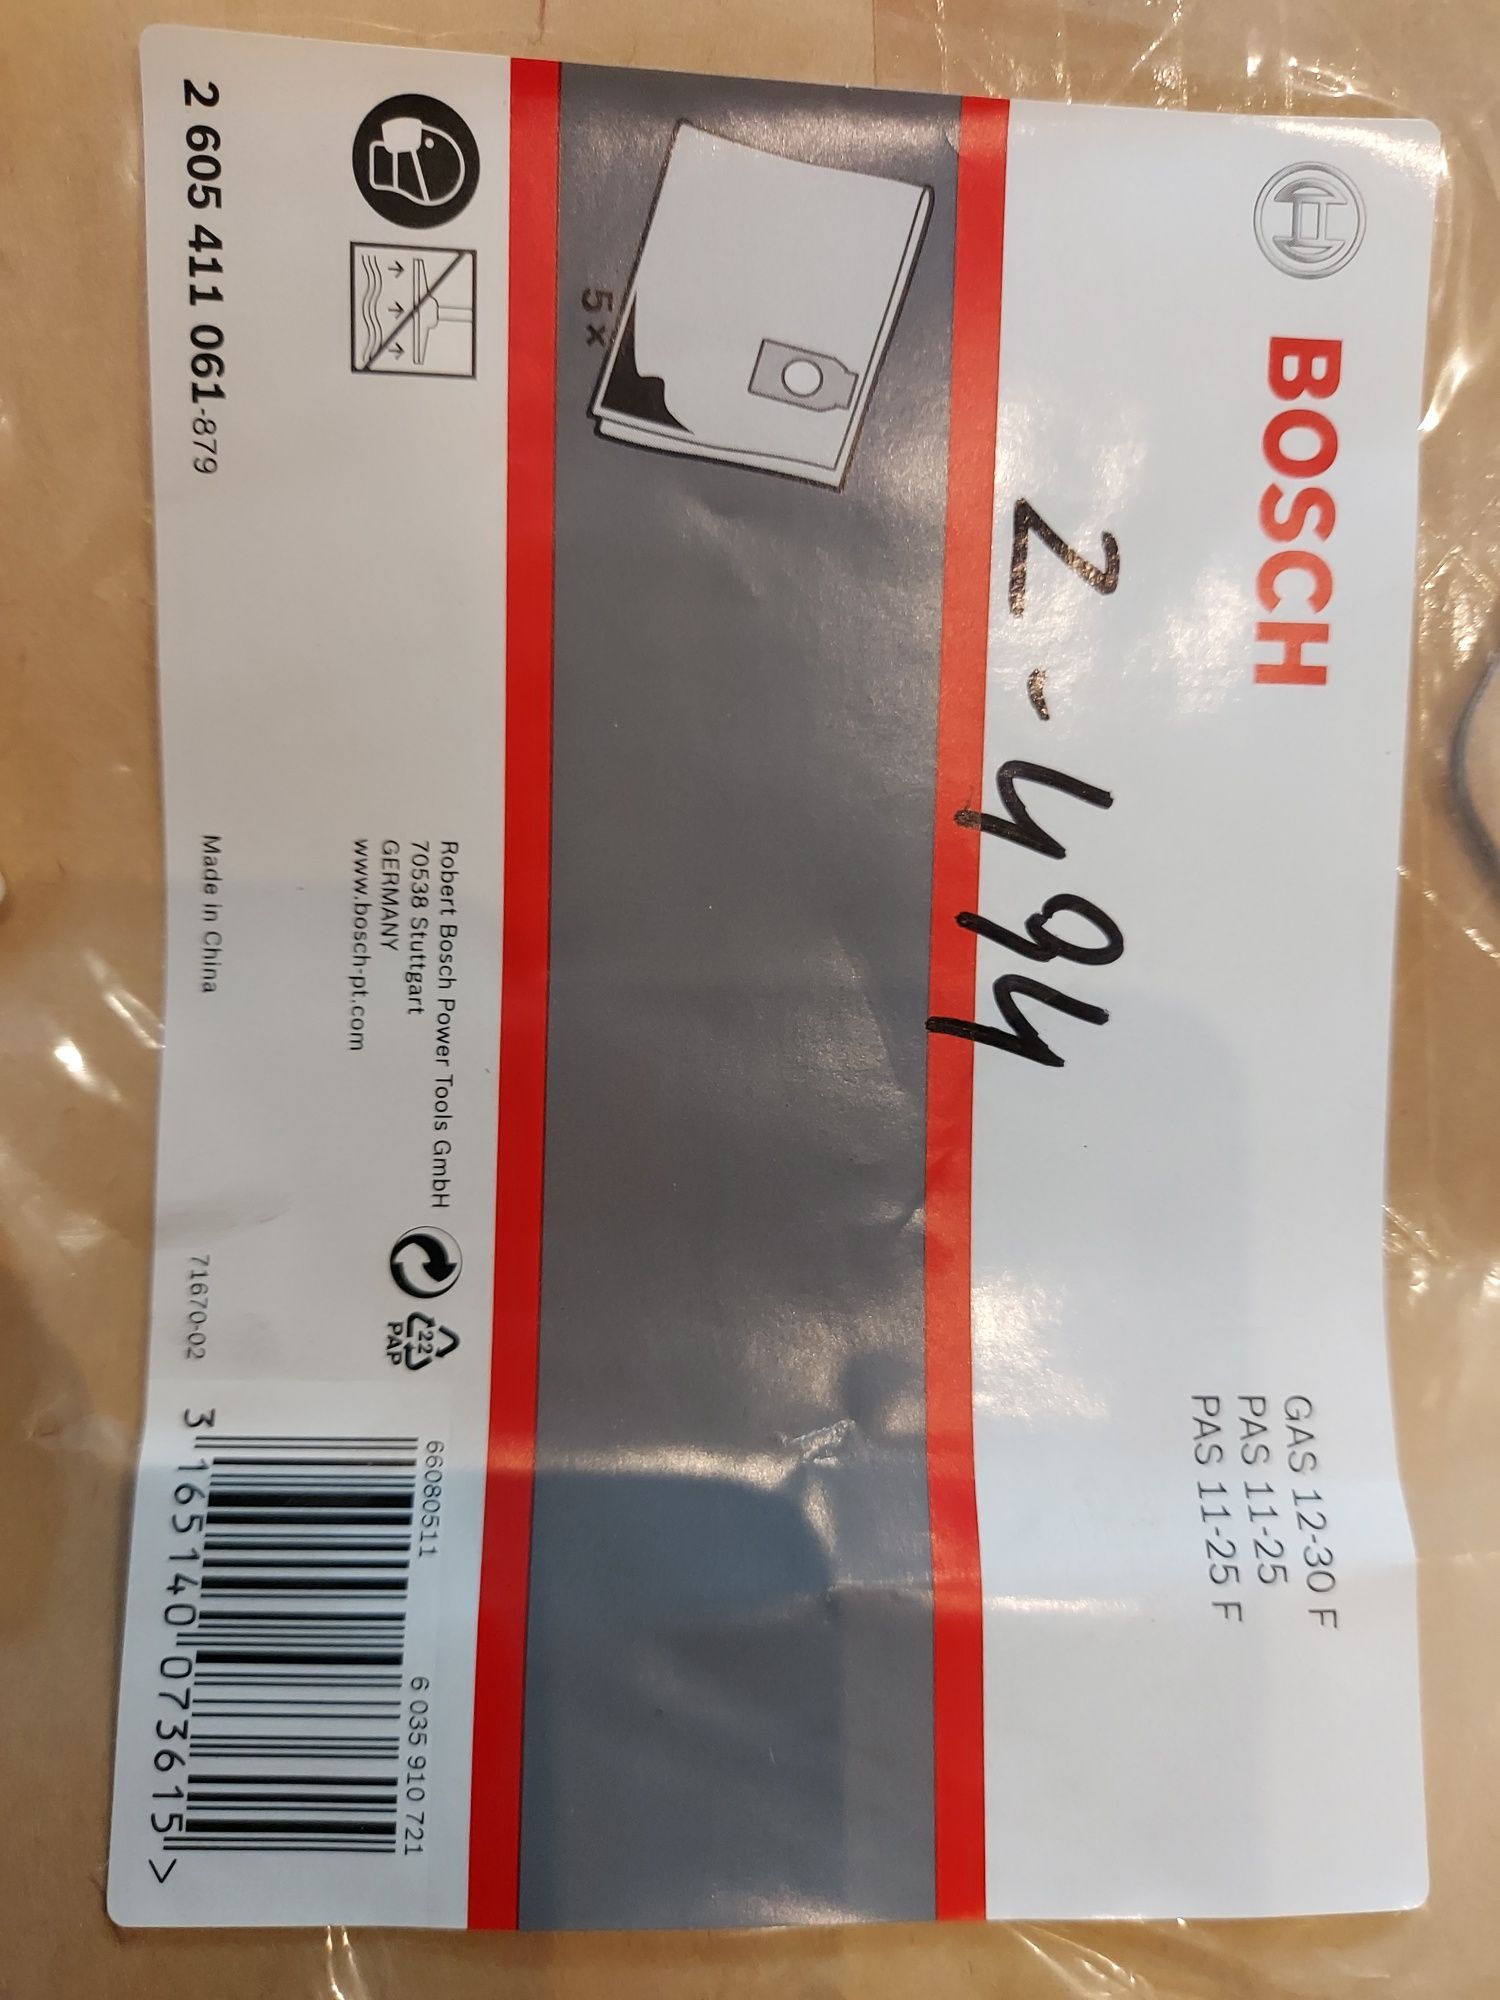 BOSCH
GAS 12-30 F
PAS 11-25
PAS 11-25 F
2-494
5 x
Robert Bosch Power Tools GmbH
70538 Stuttgart
GERMANY
www.bosch-pt.com
22
PAP
66080511
6 035 910 721
2 605 411 061-879
Made in China
71670-02
3 165140 073615 >